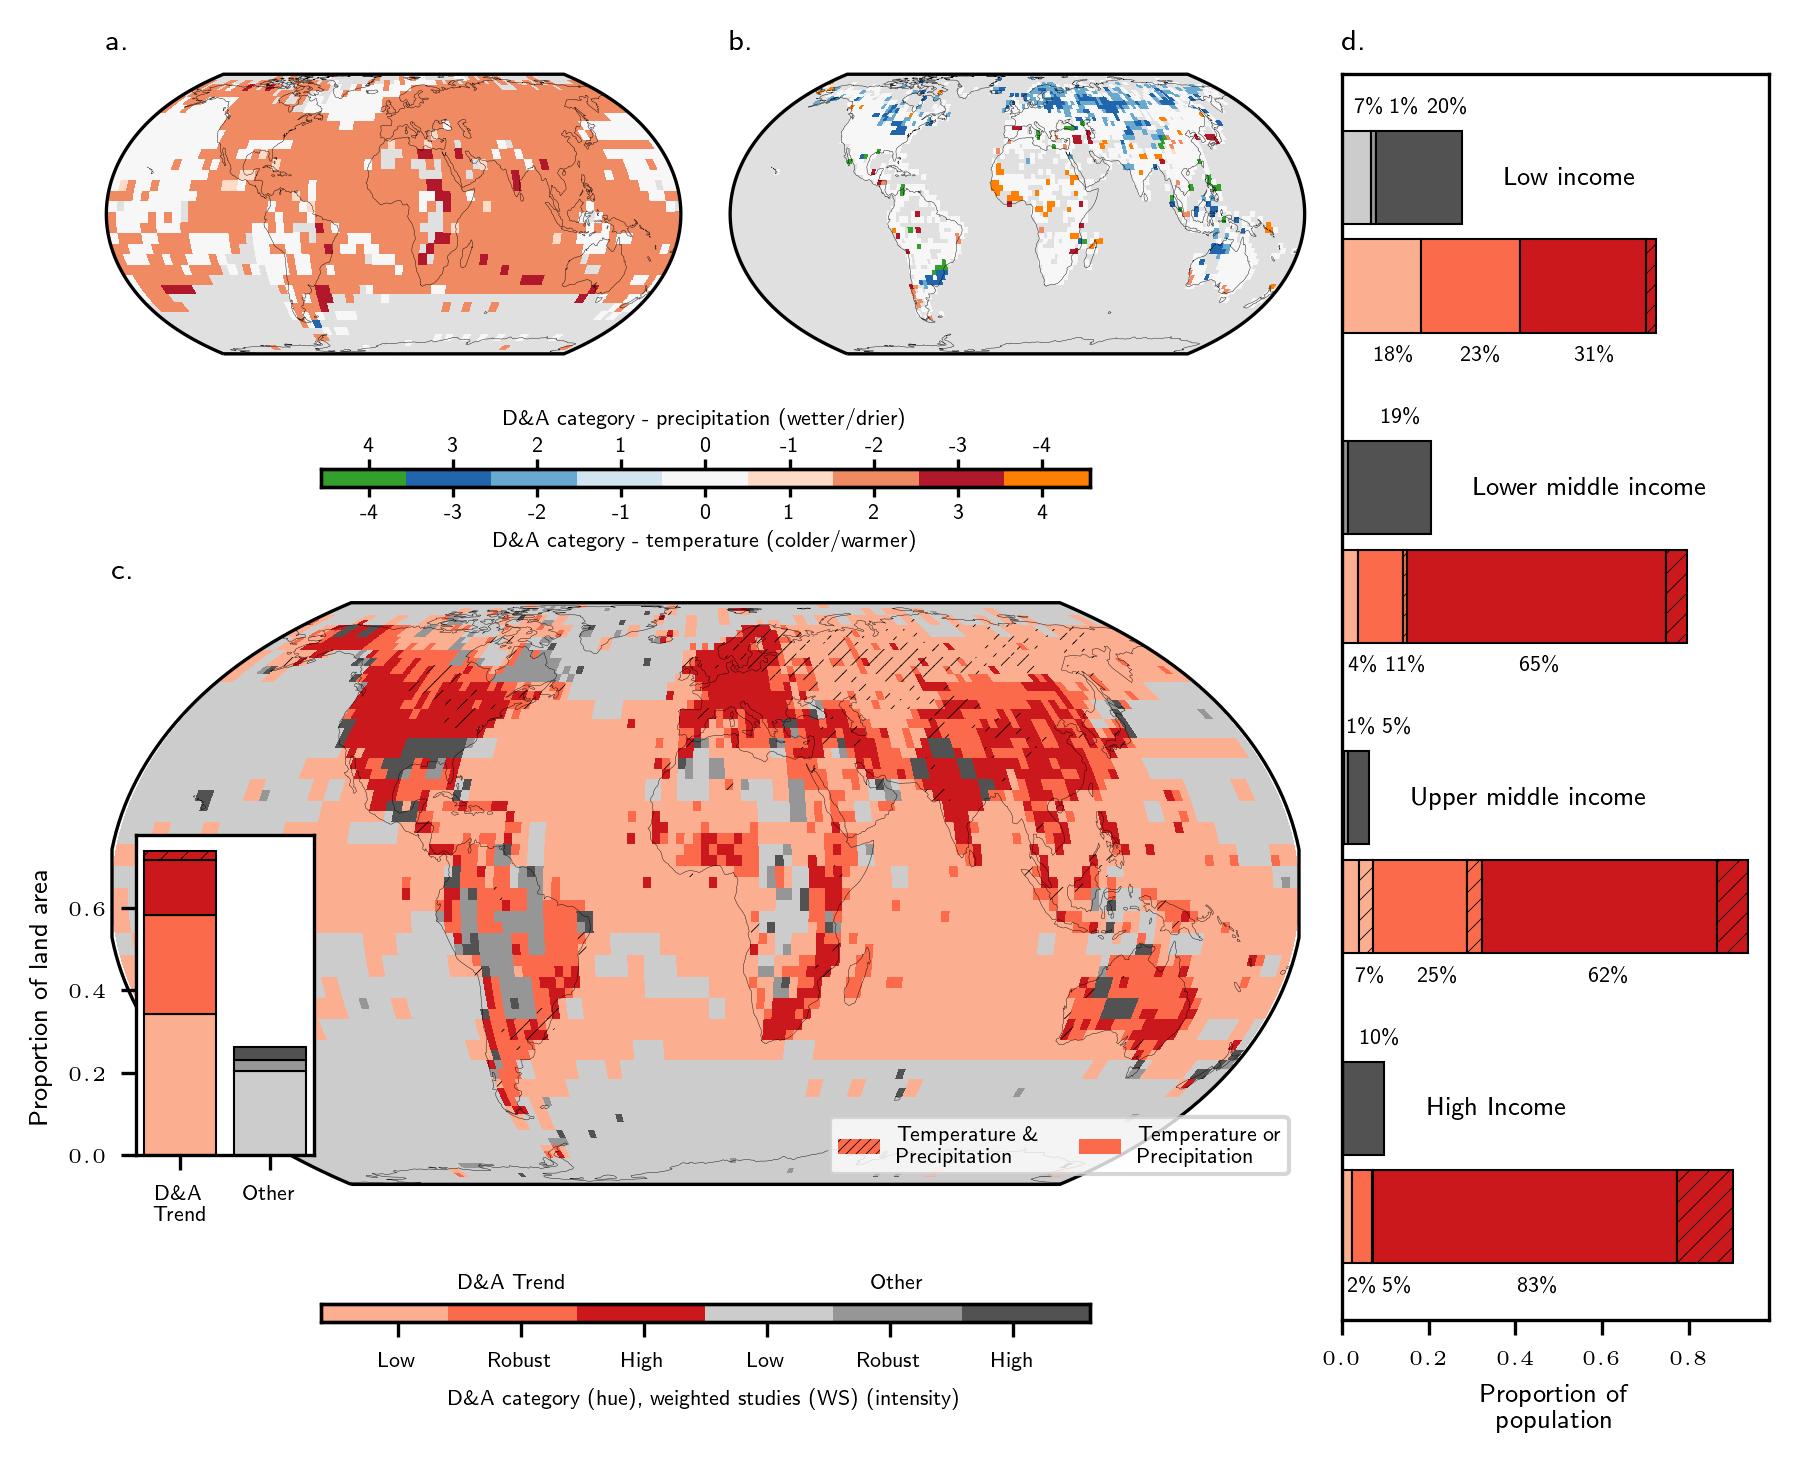 a.
b.
D&A category - precipitation (wetter/drier)
4 3 2 1 0 -1 -2 -3 -4
-4 -3 -2 -1 0 1 2 3 4
D&A category - temperature (colder/warmer)
c.
Proportion of land area
0.6
0.4
0.2
0.0
D&A
Trend
Other
Temperature &
Precipitation
Temperature or
Precipitation
D&A Trend
Other
Low Robust High Low Robust High
D&A category (hue), weighted studies (WS) (intensity)
d.
7% 1% 20%
Low income
18% 23% 31%
19%
Lower middle income
4% 11% 65%
1% 5%
Upper middle income
7% 25% 62%
10%
High Income
2% 5% 83%
0.0 0.2 0.4 0.6 0.8
Proportion of
population